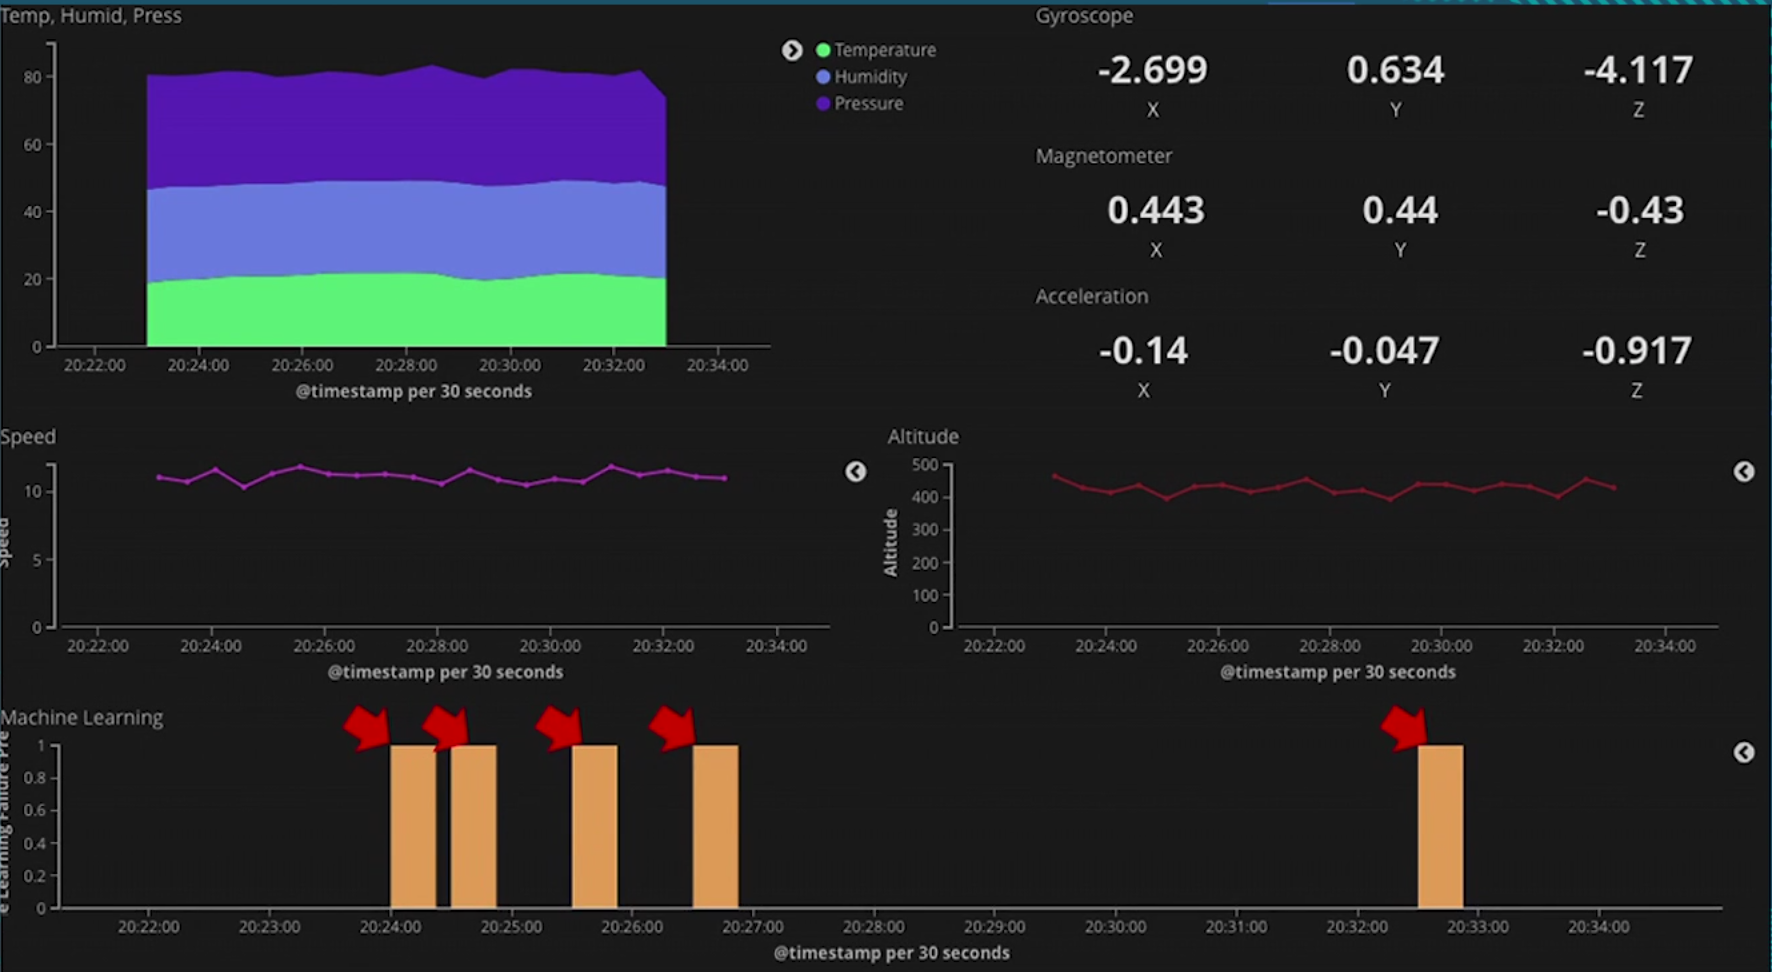 Temp, Humid, Press
80
60
40
20
0
20:22:00 20:24:00 20:26:00 20:28:00 20:30:00 20:32:00 20:34:00
@timestamp per 30 seconds
Temperature
Humidity
Pressure
Gyroscope
-2.699 0.634 -4.117
X Y Z
Magnetometer
0.443 0.44 -0.43
X Y Z
Acceleration
-0.14 -0.047 -0.917
X Y Z
Speed
Speed
10
5
0
20:22:00 20:24:00 20:26:00 20:28:00 20:30:00 20:32:00 20:34:00
@timestamp per 30 seconds
Altitude
Altitude
500
400
300
200
100
0
20:22:00 20:24:00 20:26:00 20:28:00 20:30:00 20:32:00 20:34:00
@timestamp per 30 seconds
Machine Learning
e Learning Failure Pre
1
0.8
0.6
0.4
0.2
0
20:22:00 20:23:00 20:24:00 20:25:00 20:26:00 20:27:00 20:28:00 20:29:00 20:30:00 20:31:00 20:32:00 20:33:00 20:34:00
@timestamp per 30 seconds